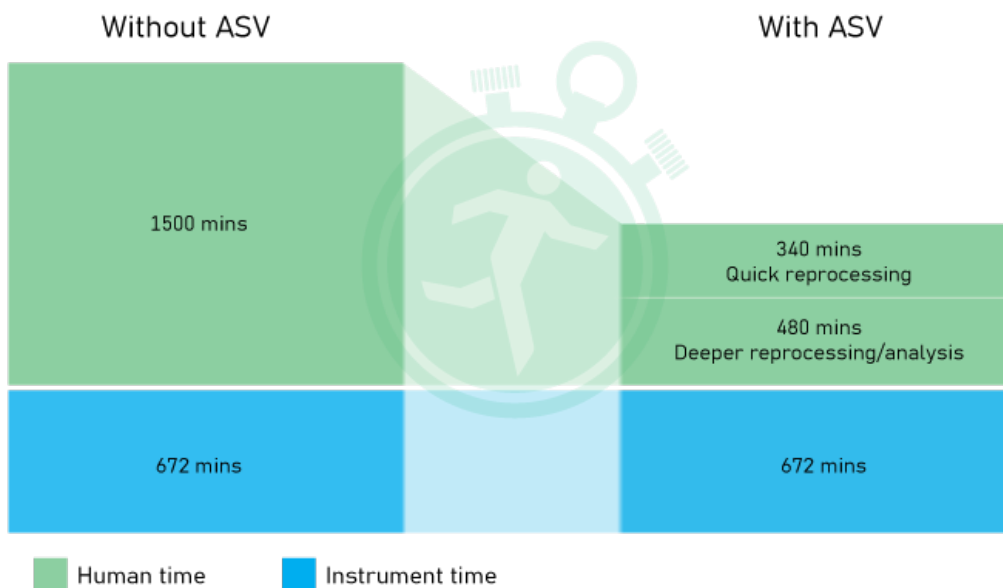 Without ASV
With ASV
1500 mins
340 mins
Quick reprocessing
480 mins
Deeper reprocessing/analysis
672 mins
672 mins
Human time
Instrument time